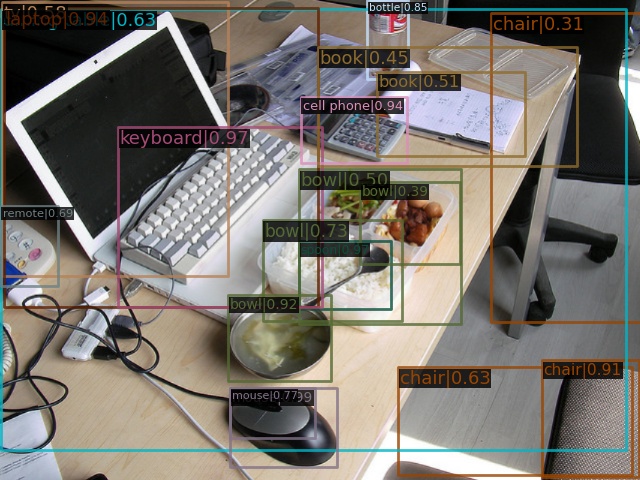 laptop|0.94
|0.63
bottle|0.85
chair|0.31
book|0.45
book|0.51
cell phone|0.94
keyboard|0.97
bowl|0.50
bowl|0.39
remote|0.69
bowl|0.73
bowl|0.92
mouse|0.77
chair|0.63
chair|0.91